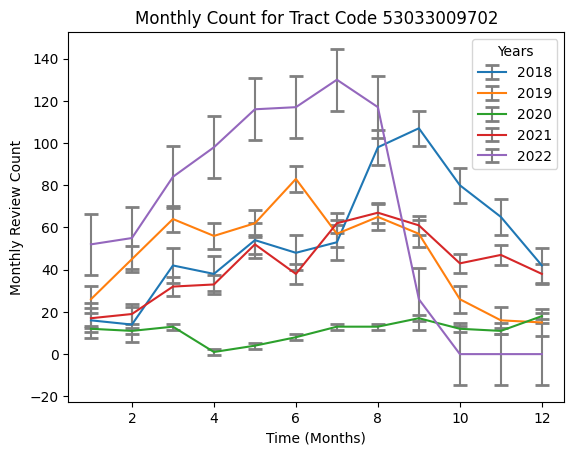 Monthly Count for Tract Code 53033009702
Monthly Review Count
140
120
100
80
60
40
20
0
−20
Years
2018
2019
2020
2021
2022
2 4 6 8 10 12
Time (Months)